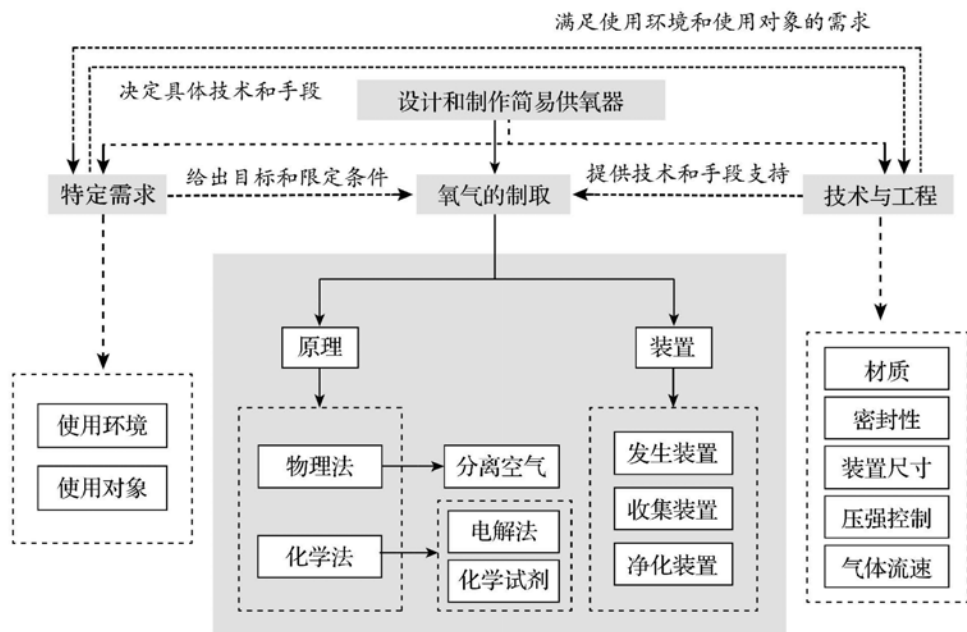 满足使用环境和使用对象的需求
决定具体技术和手段
设计和制作简易供氧器
特定需求
给出目标和限定条件
氧气的制取
提供技术和手段支持
技术与工程
原理
装置
使用环境
使用对象
物理法
分离空气
化学法
电解法
化学试剂
发生装置
收集装置
净化装置
材质
密封性
装置尺寸
压强控制
气体流速